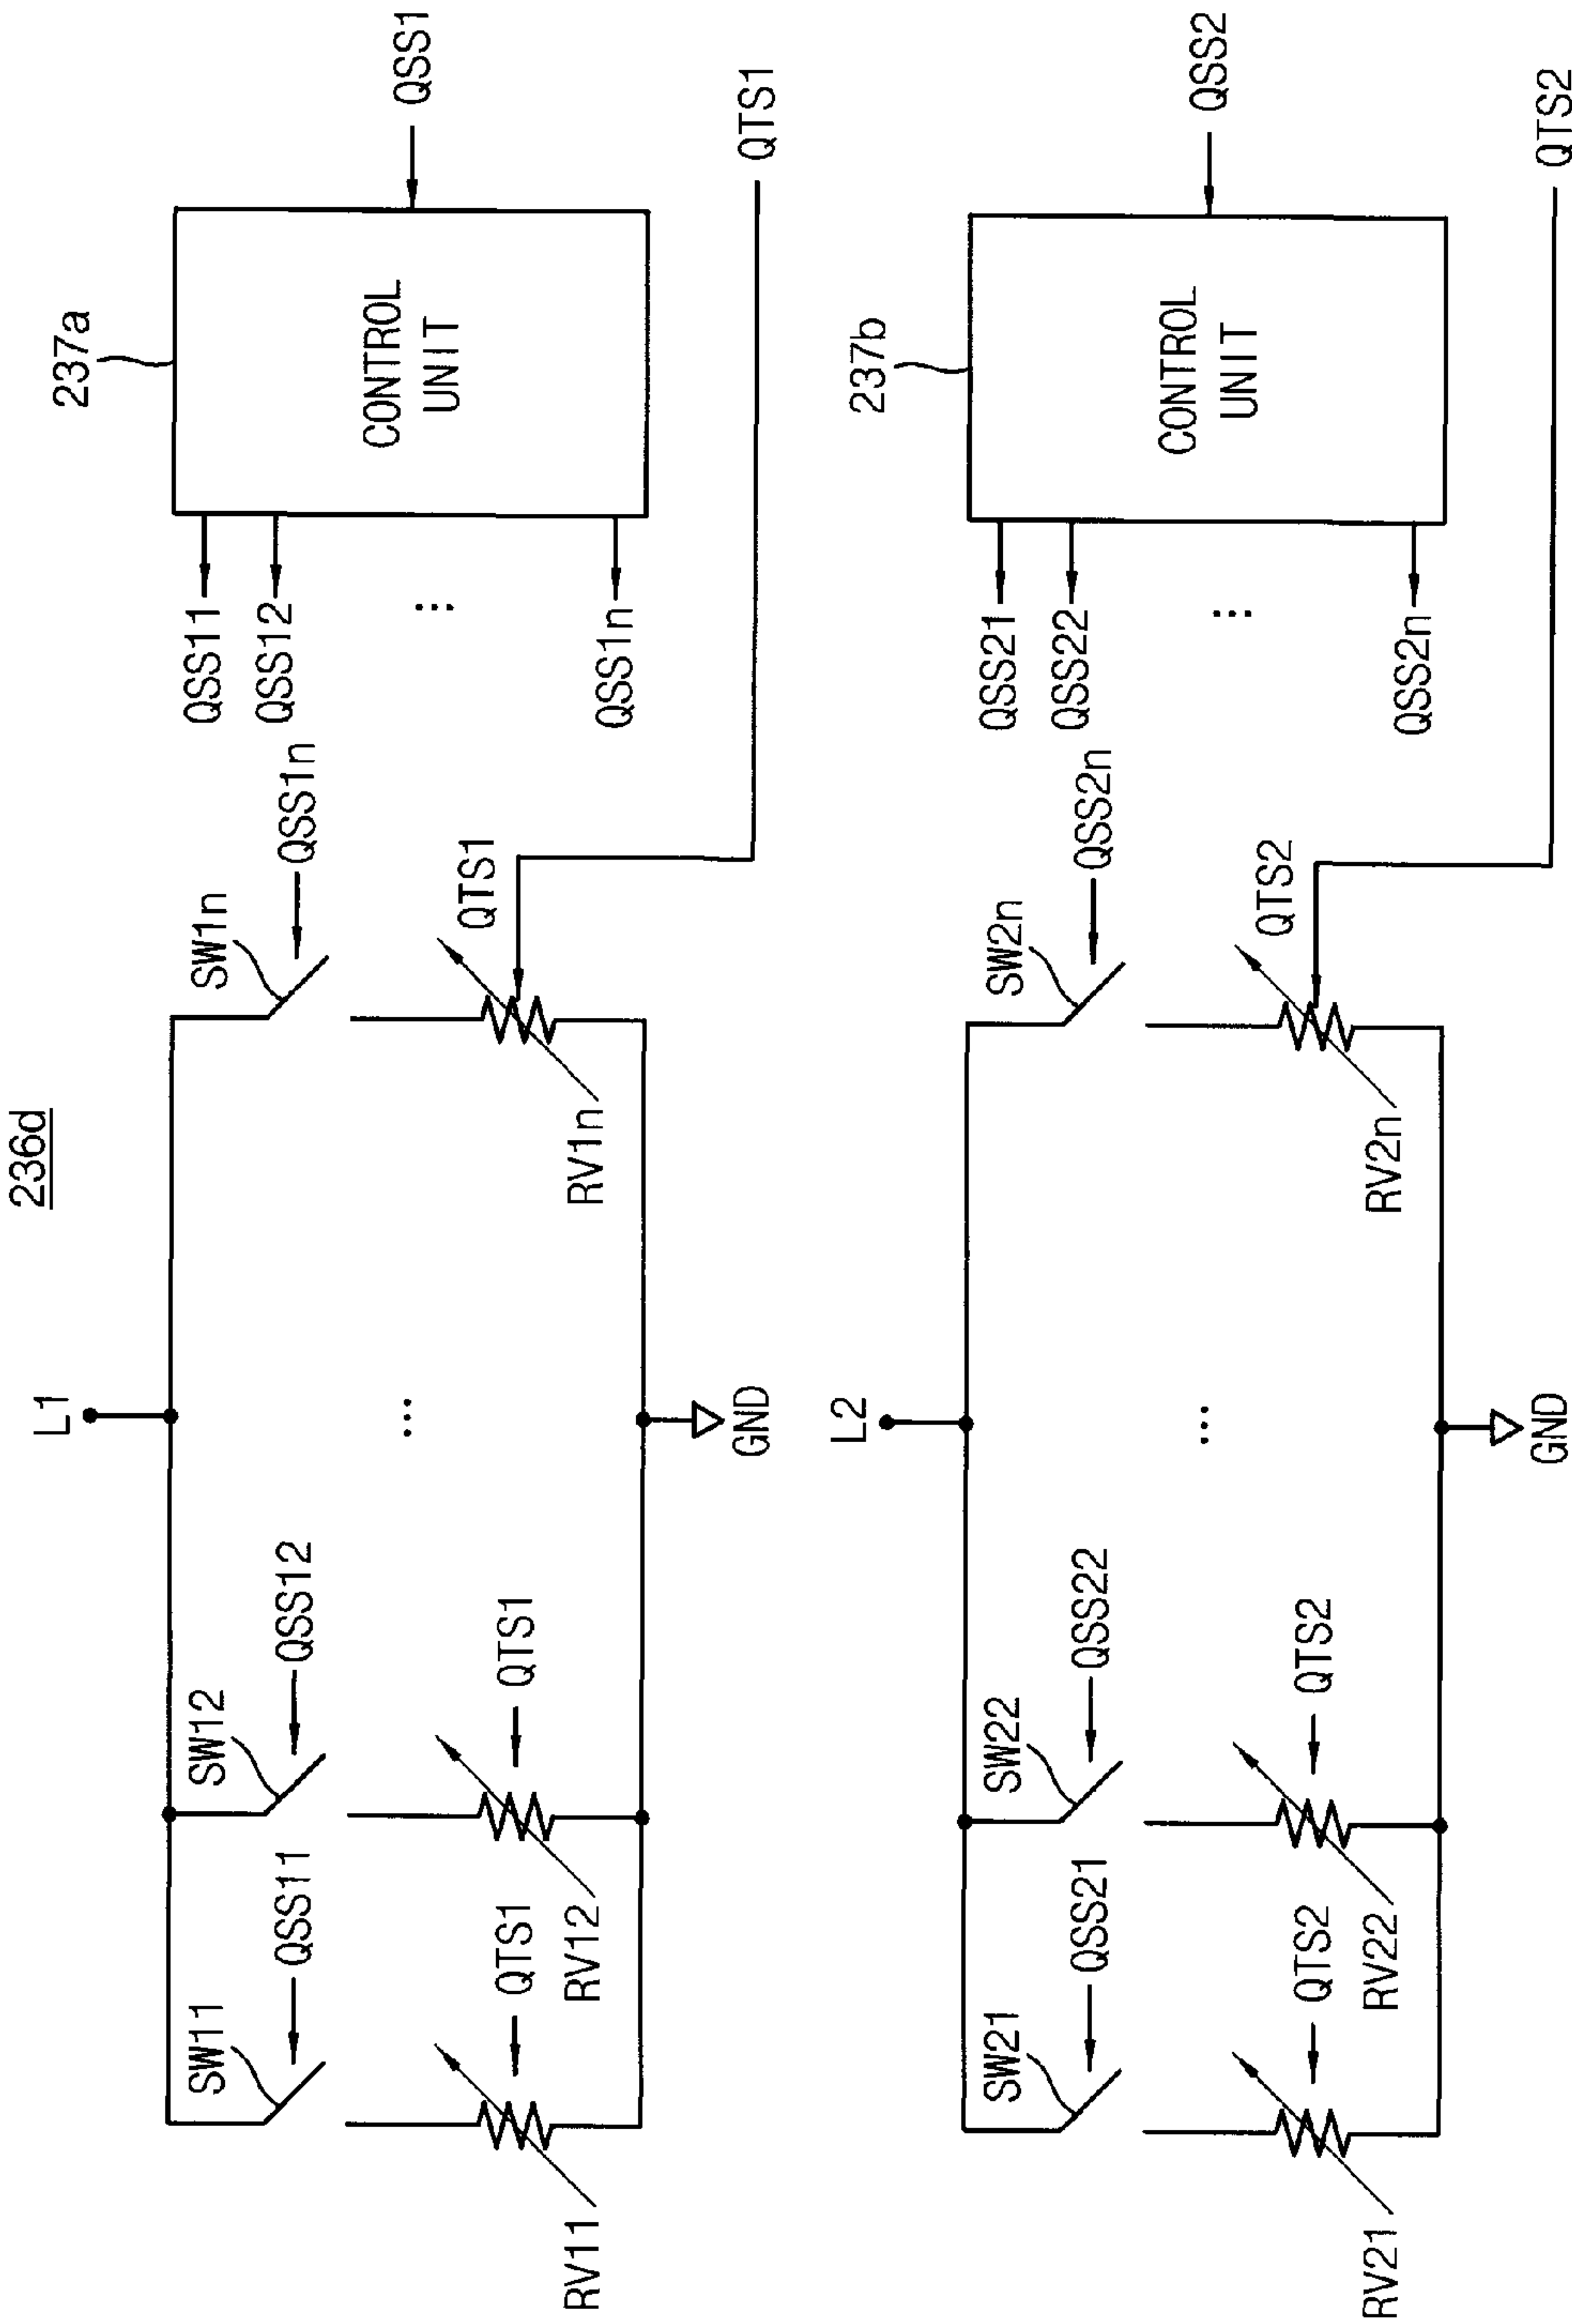 236d
L1
237a
SW11
SW12
SW1n
QSS11
QSS12
QSS1n
QSS11
QSS12
⋮
QSS1n
CONTROL
UNIT
QSS1
...
QTS1
QTS1
QTS1
RV11
RV12
RV1n
GND
QTS1
L2
237b
SW21
SW22
SW2n
QSS21
QSS22
QSS2n
QSS21
QSS22
⋮
QSS2n
CONTROL
UNIT
QSS2
...
QTS2
QTS2
QTS2
RV21
RV22
RV2n
GND
QTS2